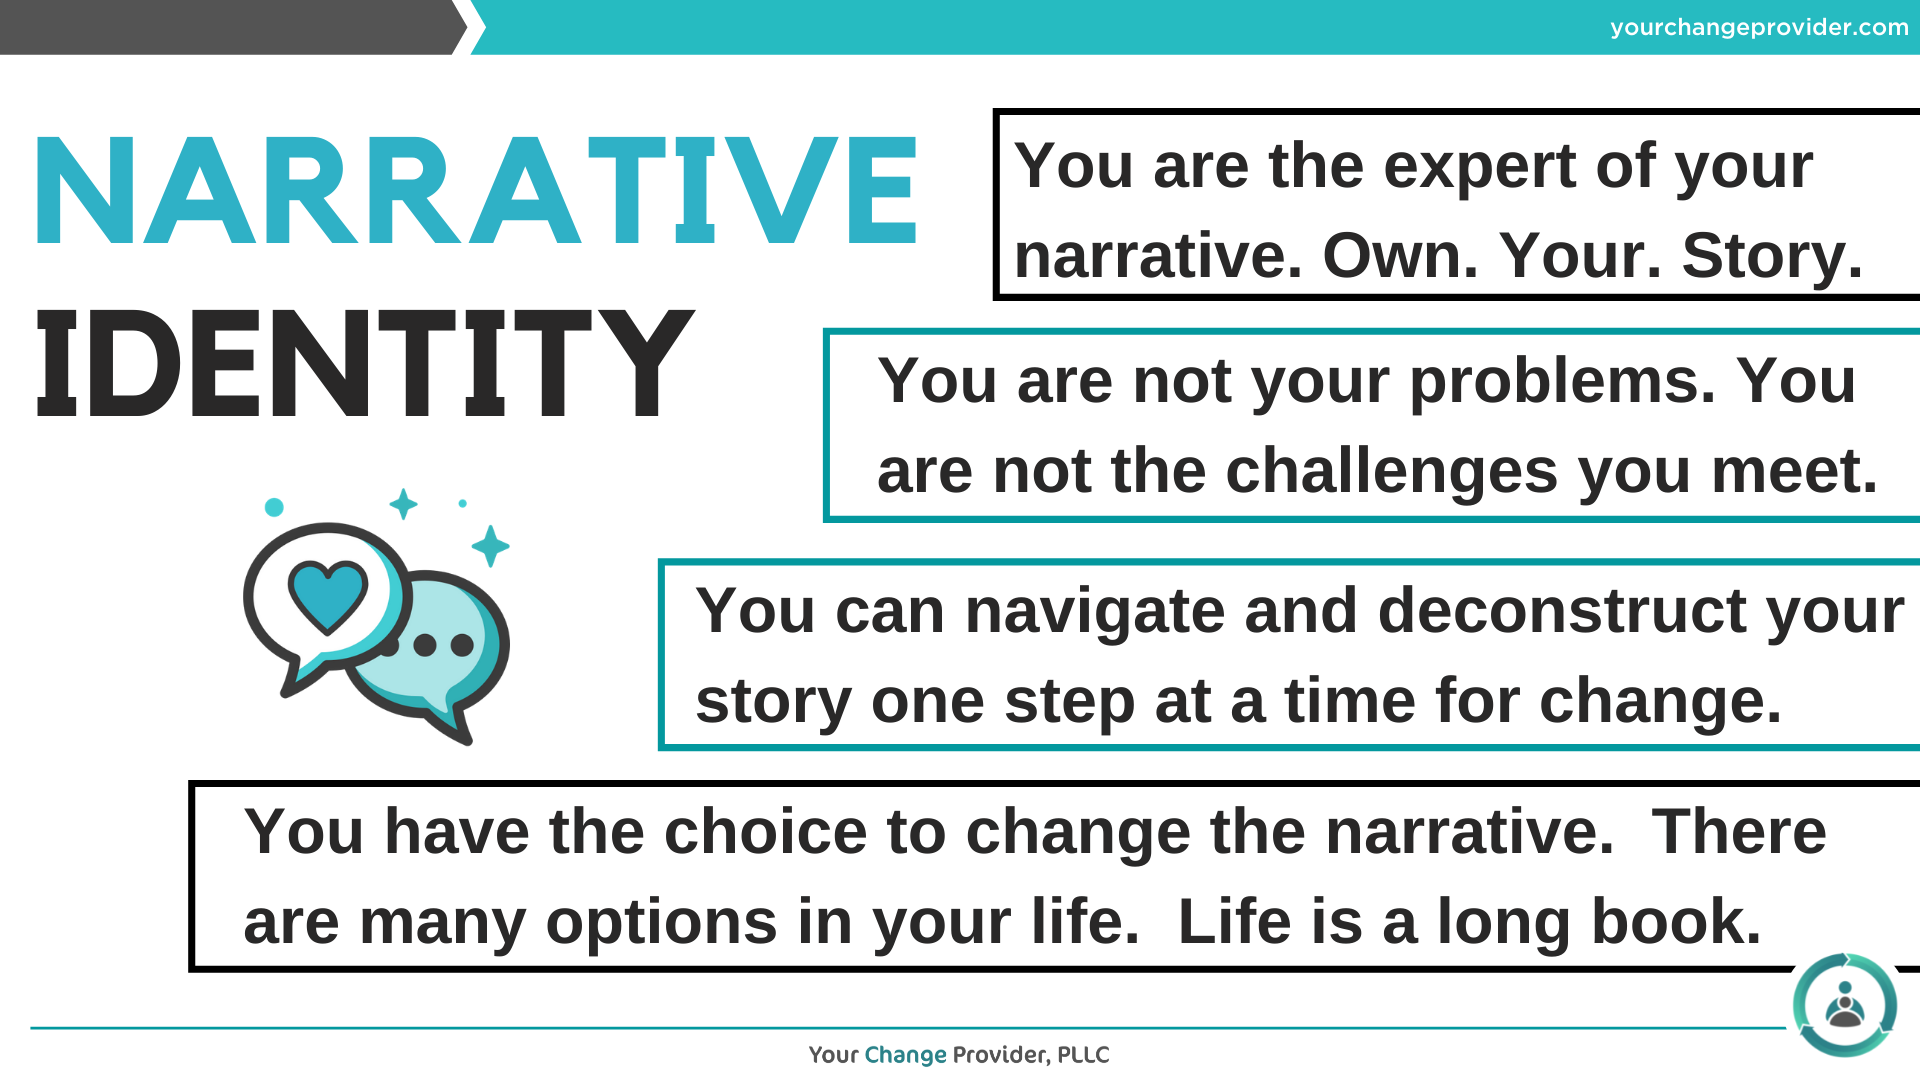 yourchangeprovider.com
NARRATIVE
IDENTITY
You are the expert of your
narrative. Own. Your. Story.
You are not your problems. You
are not the challenges you meet.
You can navigate and deconstruct your
story one step at a time for change.
You have the choice to change the narrative.  There
are many options in your life.  Life is a long book.
Your Change Provider, PLLC